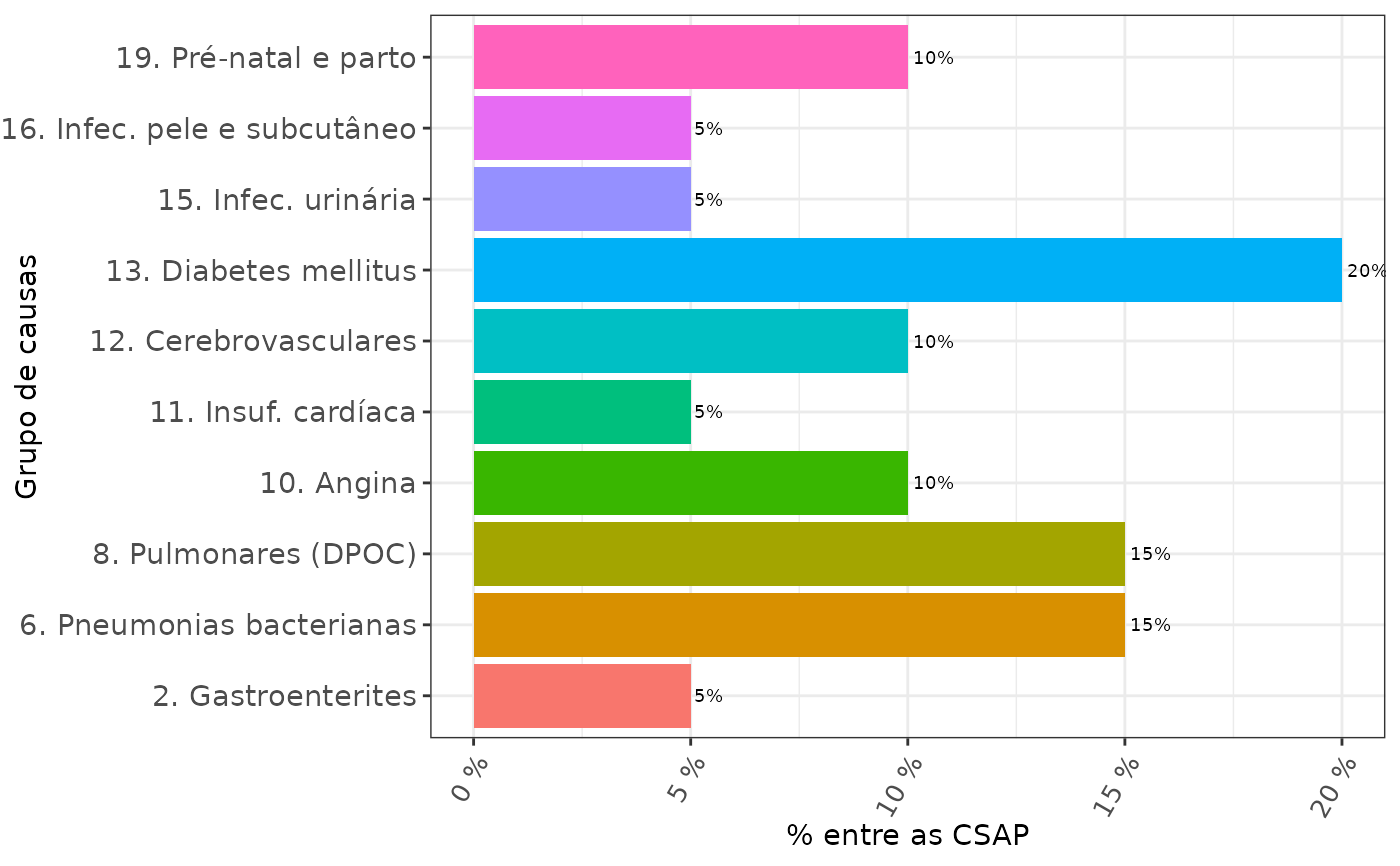 19. Pré-natal e parto
10%
16. Infec. pele e subcutâneo
5%
15. Infec. urinária
5%
13. Diabetes mellitus
20%
12. Cerebrovasculares
10%
11. Insuf. cardíaca
5%
10. Angina
10%
8. Pulmonares (DPOC)
15%
6. Pneumonias bacterianas
15%
2. Gastroenterites
5%
Grupo de causas
0 %
5 %
10 %
15 %
20 %
% entre as CSAP